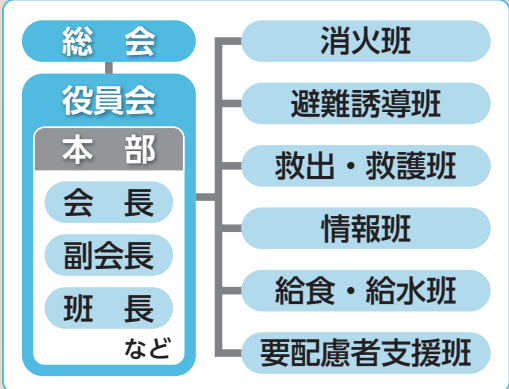 総　会
役員会
本　部
会　長
副会長
班　長
など
消火班
避難誘導班
救出・救護班
情報班
給食・給水班
要配慮者支援班